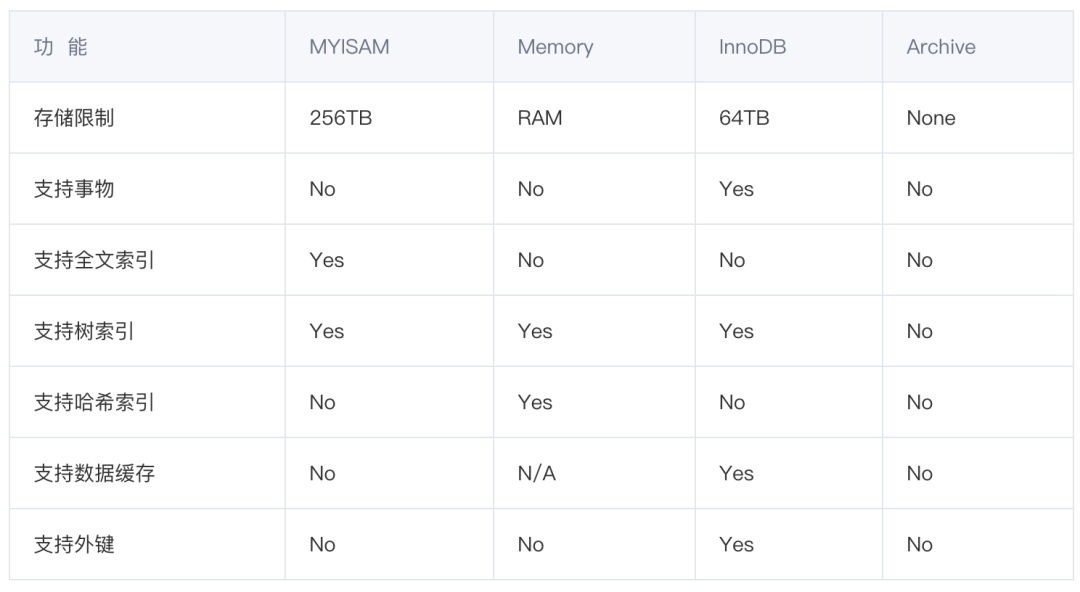 功 能 MYISAM Memory InnoDB Archive
存储限制 256TB RAM 64TB None
支持事物 No No Yes No
支持全文索引 Yes No No No
支持树索引 Yes Yes Yes No
支持哈希索引 No Yes No No
支持数据缓存 No N/A Yes No
支持外键 No No Yes No